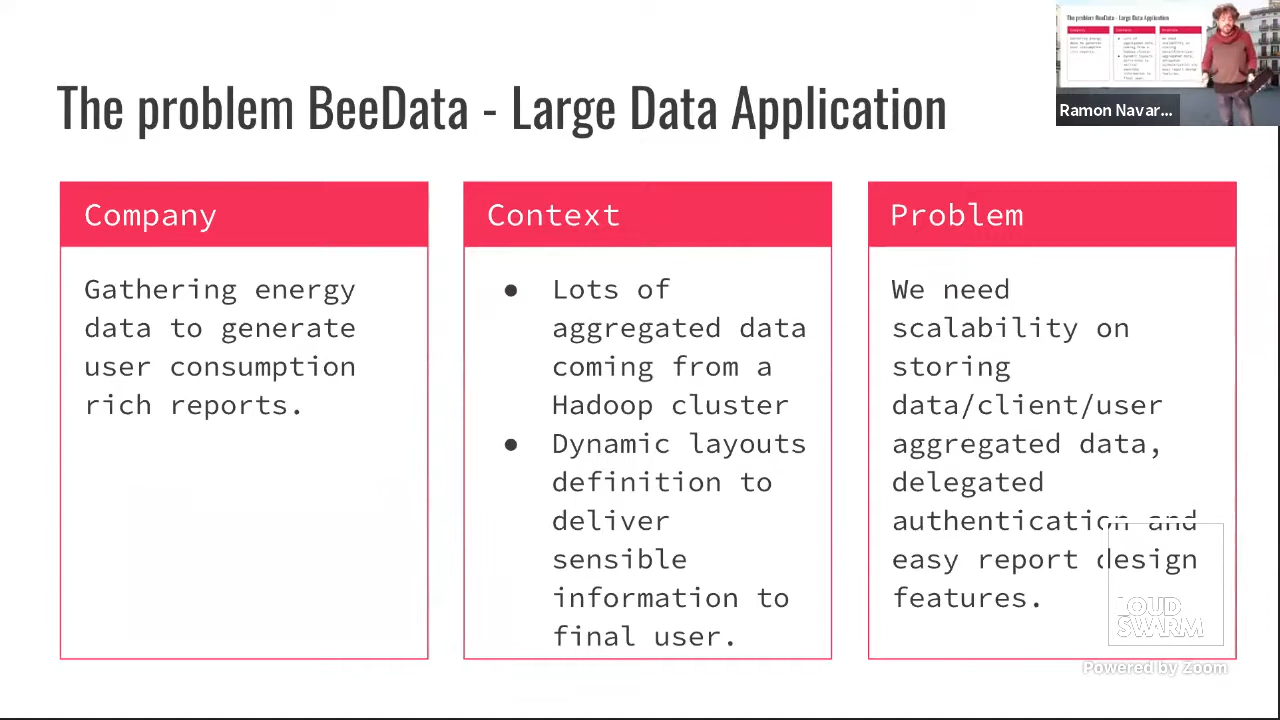 The problem BeeData - Large Data Application
Ramon Navar...
Company
Gathering energy
data to generate
user consumption
rich reports.
Context
● Lots of
aggregated data
coming from a
Hadoop cluster
● Dynamic layouts
definition to
deliver
sensible
information to
final user.
Problem
We need
scalability on
storing
data/client/user
aggregated data,
delegated
authentication and
easy report design
features.
LOUD
SWARM
Powered by Zoom